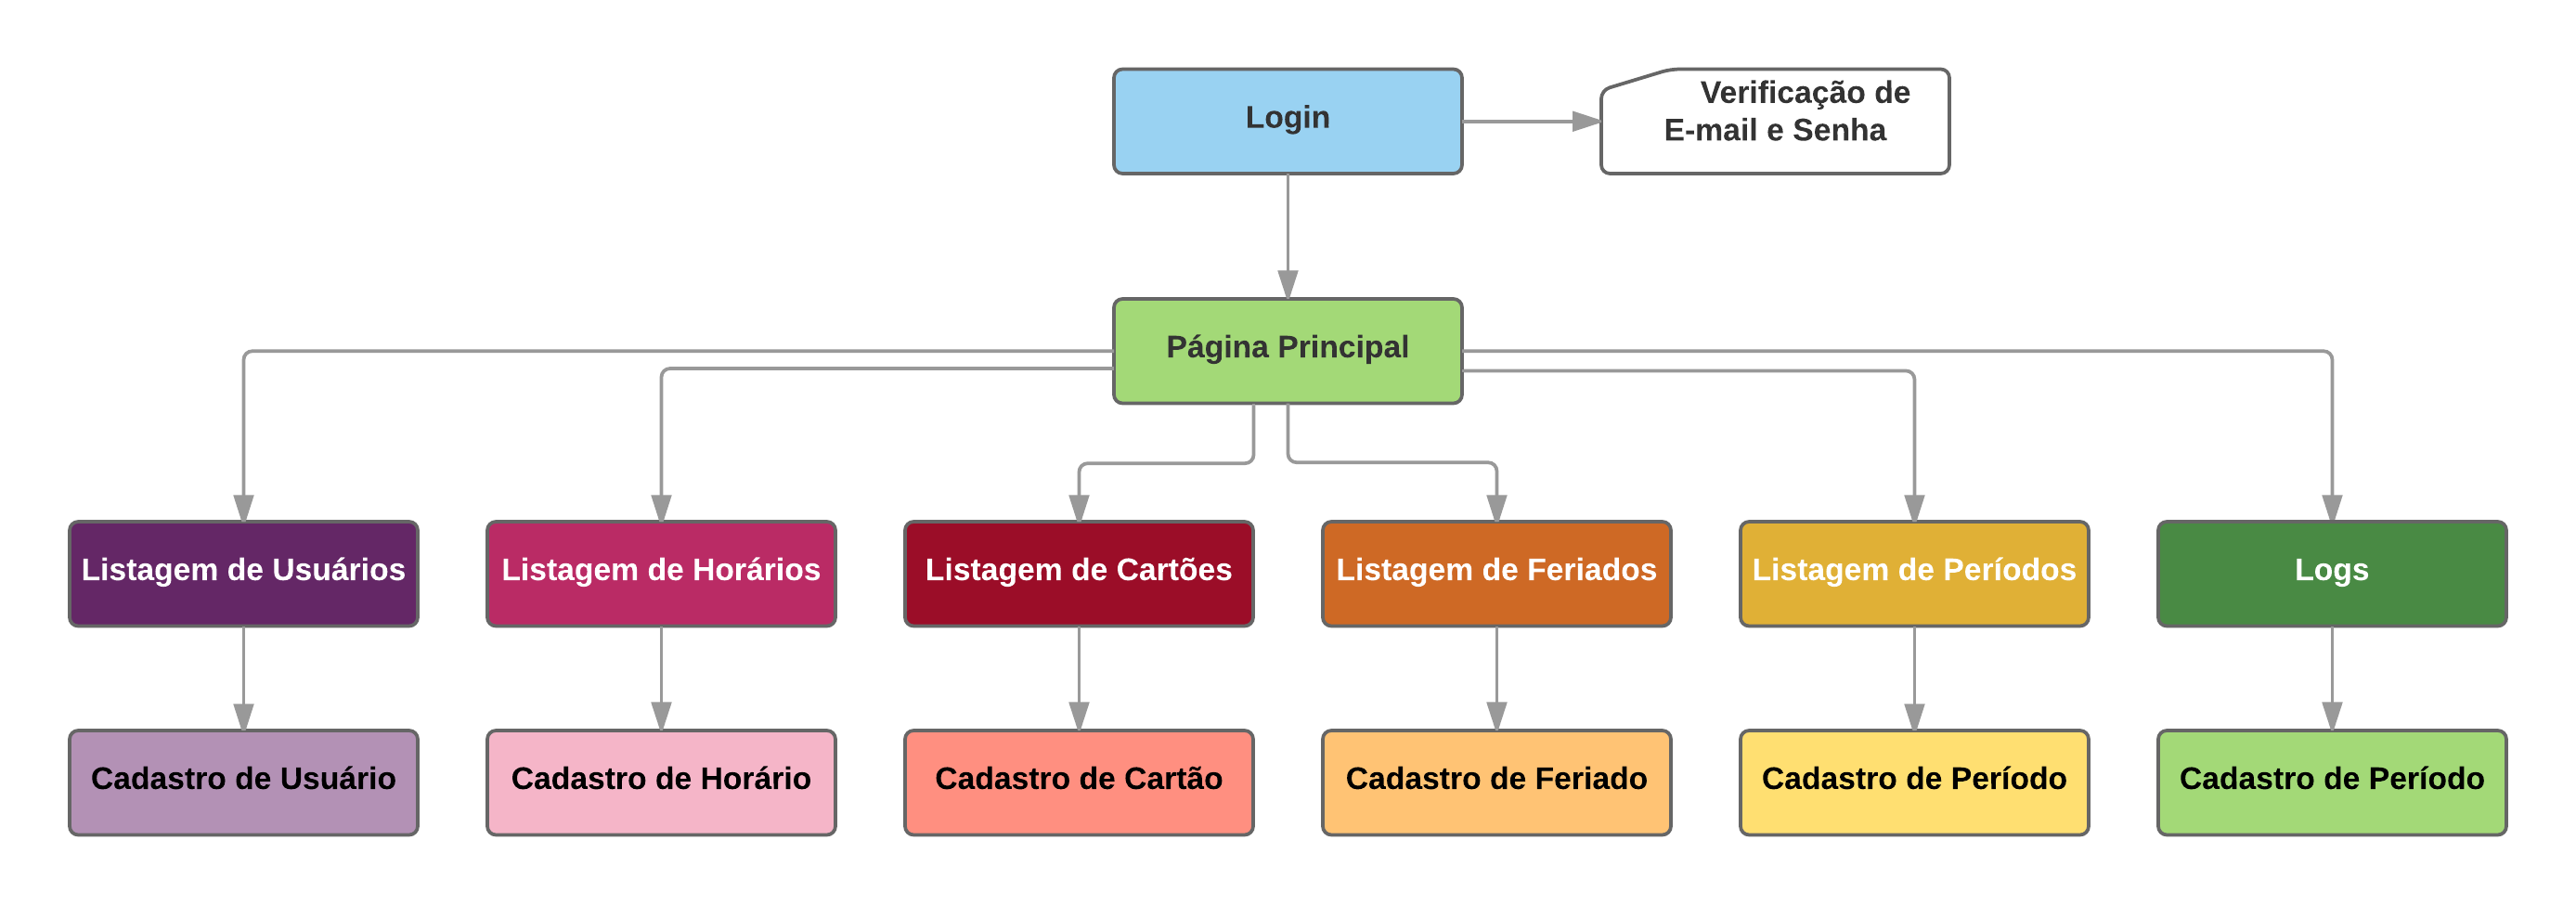 Login
Verificação de
E-mail e Senha
Página Principal
Listagem de Usuários
Listagem de Horários
Listagem de Cartões
Listagem de Feriados
Listagem de Períodos
Logs
Cadastro de Usuário
Cadastro de Horário
Cadastro de Cartão
Cadastro de Feriado
Cadastro de Período
Cadastro de Período